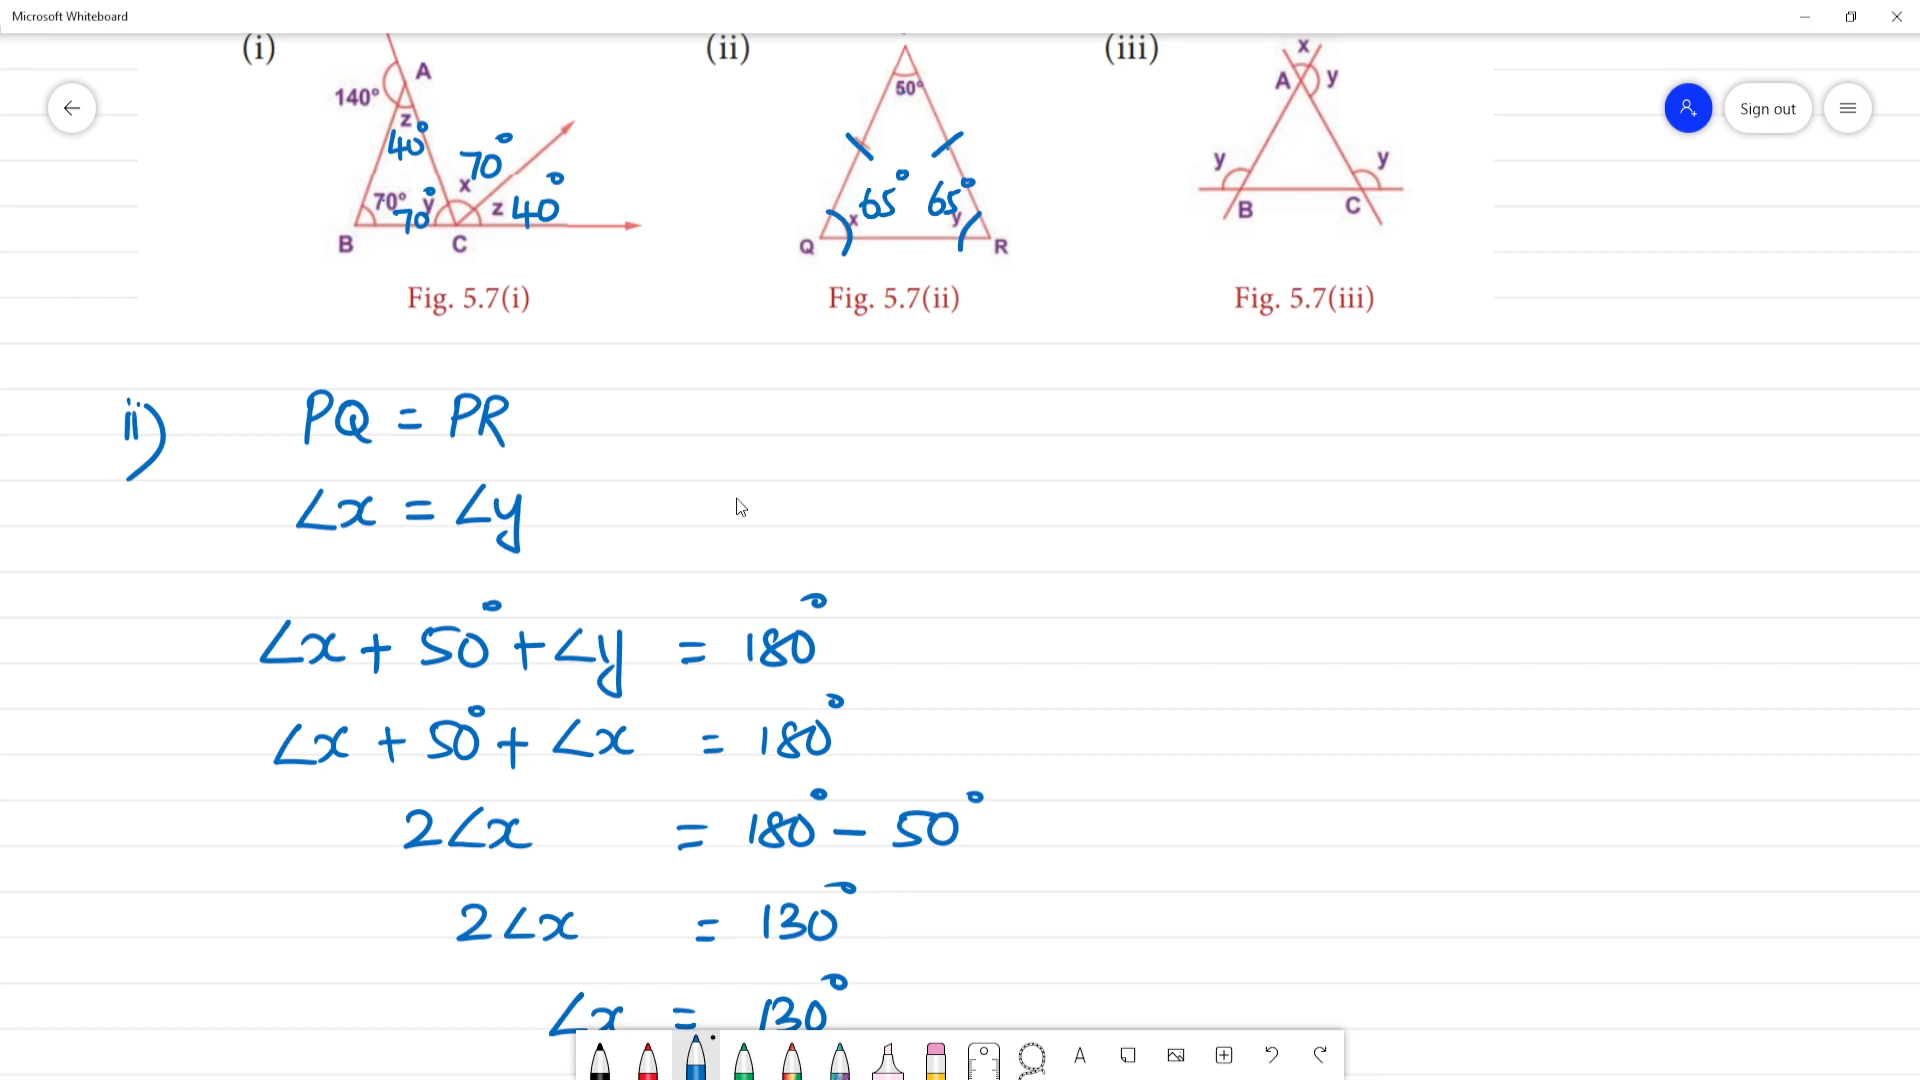 Microsoft Whiteboard
(i)
A
140°
z
40°
70°
x
70°
y
70°
z
40°
B
C
Fig. 5.7(i)
(ii)
50°
65°
65°
x
y
Q
R
Fig. 5.7(ii)
(iii)
x
A
y
y
y
B
C
Fig. 5.7(iii)
Sign out
ii) PQ = PR
∠x = ∠y
∠x + 50° + ∠y = 180°
∠x + 50° + ∠x = 180°
2∠x = 180° - 50°
2∠x = 130°
∠x = 130°
A